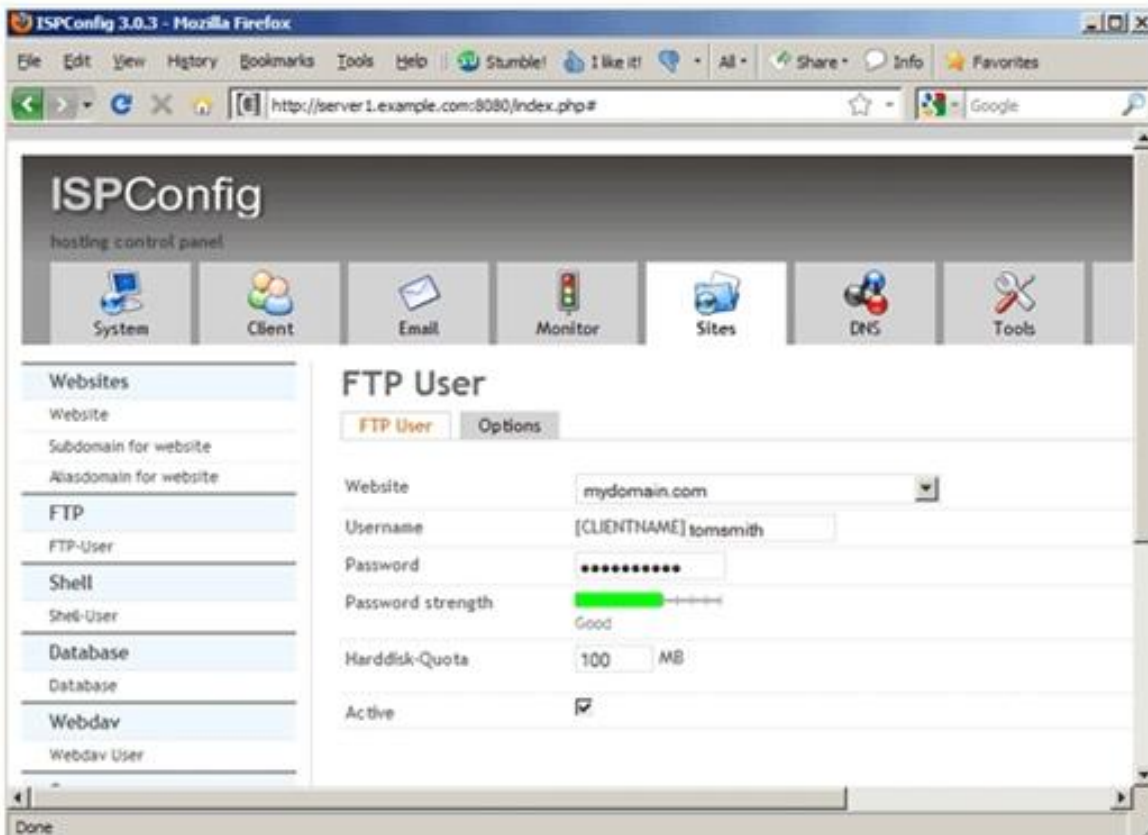 ISPConfig 3.0.3 - Mozilla Firefox
File Edit View History Bookmarks Tools Help Stumble! I like it! All Share Info Favorites
http://server1.example.com:8080/index.php# Google
ISPConfig
hosting control panel
System Client Email Monitor Sites DNS Tools
Websites
Website
Subdomain for website
Aliasdomain for website
FTP
FTP-User
Shell
Shell-User
Database
Database
Webdav
Webdav User
FTP User
FTP User Options
Website mydomain.com
Username [CLIENTNAME] tomsmith
Password ••••••••••
Password strength
Good
Harddisk-Quota 100 MB
Active
Done